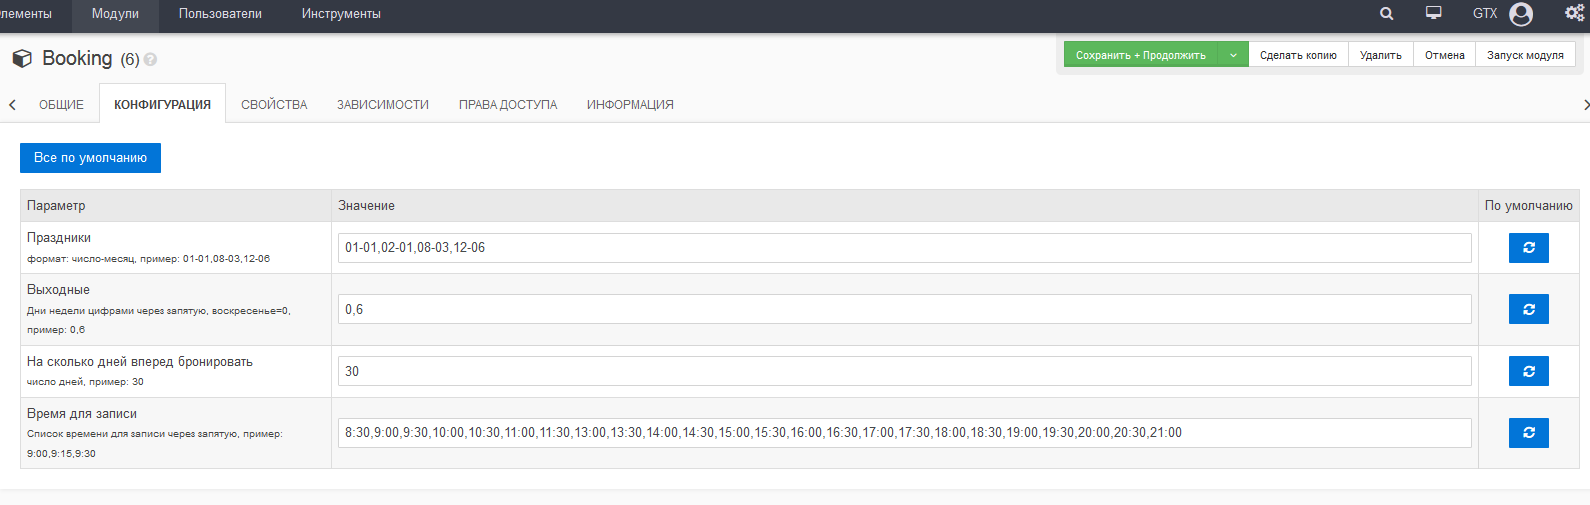 лементы Модули Пользователи Инструменты GTX
Booking (6) ?
Сохранить + Продолжить Сделать копию Удалить Отмена Запуск модуля
ОБЩИЕ КОНФИГУРАЦИЯ СВОЙСТВА ЗАВИСИМОСТИ ПРАВА ДОСТУПА ИНФОРМАЦИЯ
Все по умолчанию
Параметр Значение По умолчанию
Праздники
формат: число-месяц, пример: 01-01,08-03,12-06
01-01,02-01,08-03,12-06
Выходные
Дни недели цифрами через запятую, воскресенье=0,
пример: 0,6
0,6
На сколько дней вперед бронировать
число дней, пример: 30
30
Время для записи
Список времени для записи через запятую, пример:
9:00,9:15,9:30
8:30,9:00,9:30,10:00,10:30,11:00,11:30,13:00,13:30,14:00,14:30,15:00,15:30,16:00,16:30,17:00,17:30,18:00,18:30,19:00,19:30,20:00,20:30,21:00